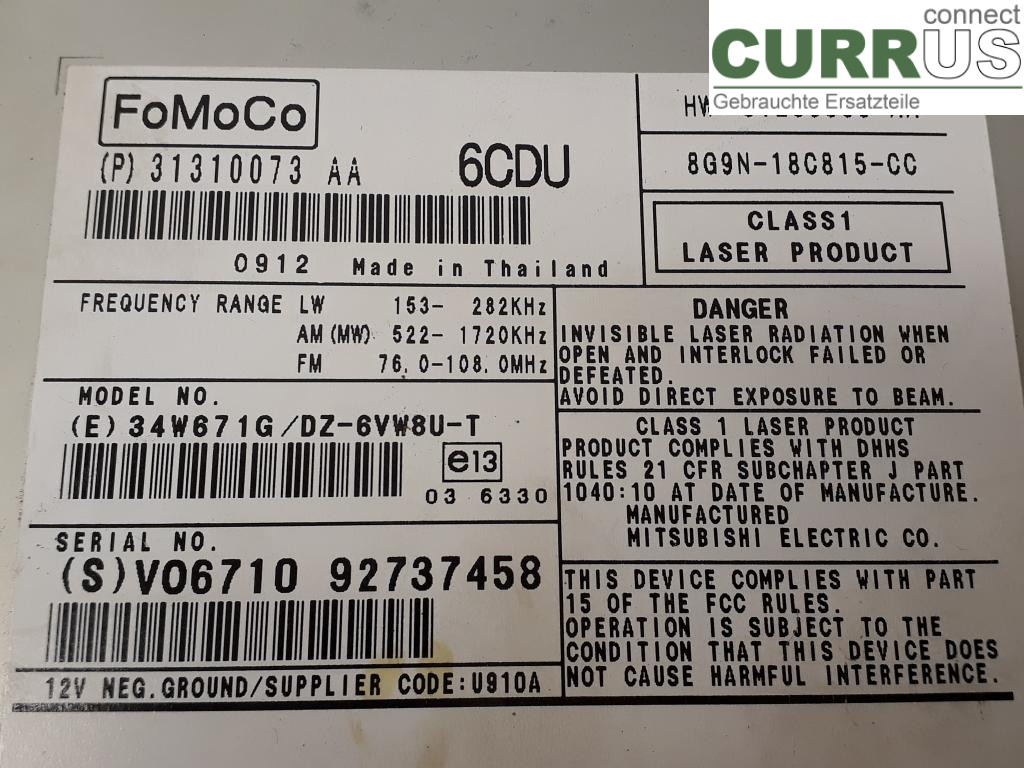 connect
CURRUS
Gebrauchte Ersatzteile
FoMoCo
(P) 31310073 AA
6CDU
0912 Made in Thailand
8G9N-18C815-CC
CLASS1
LASER PRODUCT
FREQUENCY RANGE LW 153- 282KHz
AM (MW) 522- 1720KHz
FM 76.0-108.0MHz
MODEL NO.
(E) 34W671G/DZ-6VW8U-T
e13
03 6330
SERIAL NO.
(S) V06710 92737458
12V NEG.GROUND/SUPPLIER CODE:U910A
DANGER
INVISIBLE LASER RADIATION WHEN
OPEN AND INTERLOCK FAILED OR
DEFEATED.
AVOID DIRECT EXPOSURE TO BEAM.
CLASS 1 LASER PRODUCT
PRODUCT COMPLIES WITH DHHS
RULES 21 CFR SUBCHAPTER J PART
1040:10 AT DATE OF MANUFACTURE.
MANUFACTURED
MITSUBISHI ELECTRIC CO.
THIS DEVICE COMPLIES WITH PART
15 OF THE FCC RULES.
OPERATION IS SUBJECT TO THE
CONDITION THAT THIS DEVICE DOES
NOT CAUSE HARMFUL INTERFERENCE.